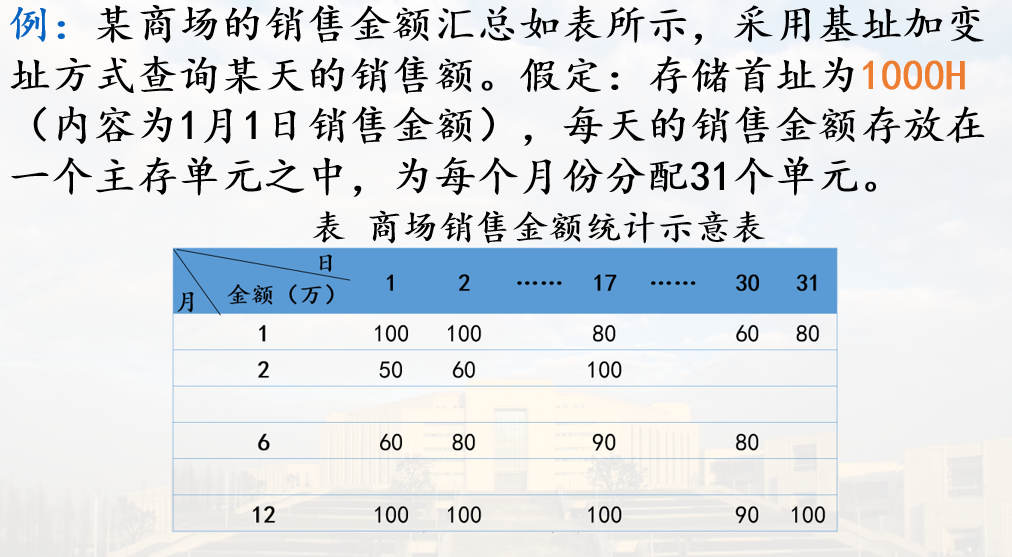 例：某商场的销售金额汇总如表所示，采用基址加变
址方式查询某天的销售额。假定：存储首址为1000H
（内容为1月1日销售金额），每天的销售金额存放在
一个主存单元之中，为每个月份分配31个单元。
表 商场销售金额统计示意表
日
月 金额（万） 1 2 …… 17 …… 30 31
1 100 100 80 60 80
2 50 60 100
6 60 80 90 80
12 100 100 100 90 100